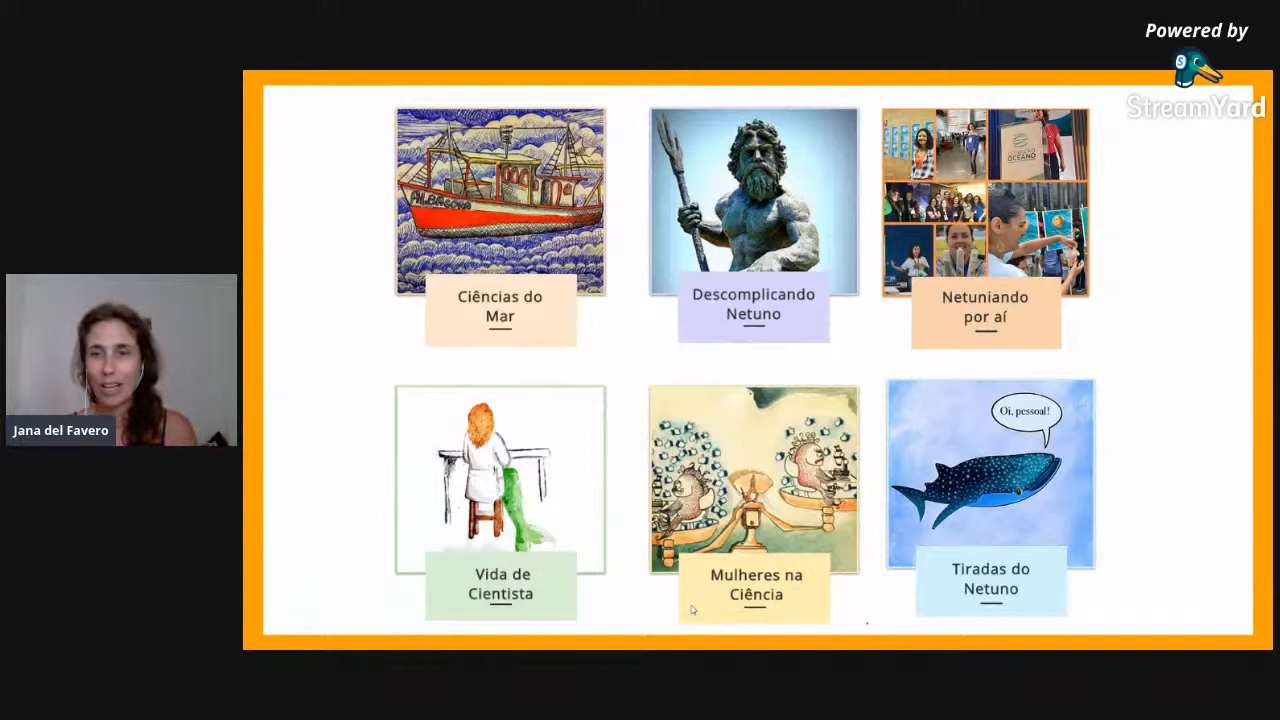 Powered by
StreamYard
ALBACORA
Descomplicando
Netuno
Netuniando
por aí
Ciências do
Mar
OCEANO
Oi, pessoal!
Vida de
Cientista
Mulheres na
Ciência
Tiradas do
Netuno
Jana del Favero